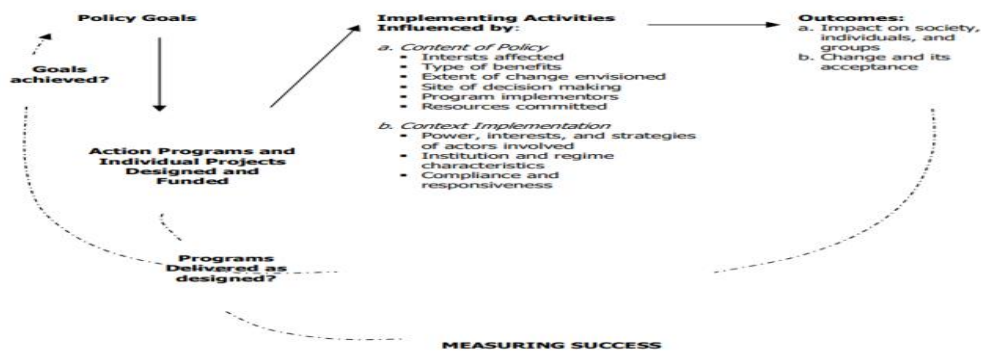 Policy Goals
Goals
achieved?
Action Programs and
Individual Projects
Designed and
Funded
Programs
Delivered as
designed?
Implementing Activities
Influenced by:
a. Content of Policy
• Intersts affected
• Type of benefits
• Extent of change envisioned
• Site of decision making
• Program implementors
• Resources committed
b. Context Implementation
• Power, interests, and strategies
of actors involved
• Institution and regime
characteristics
• Compliance and
responsiveness
Outcomes:
a. Impact on society,
individuals, and
groups
b. Change and its
acceptance
MEASURING SUCCESS